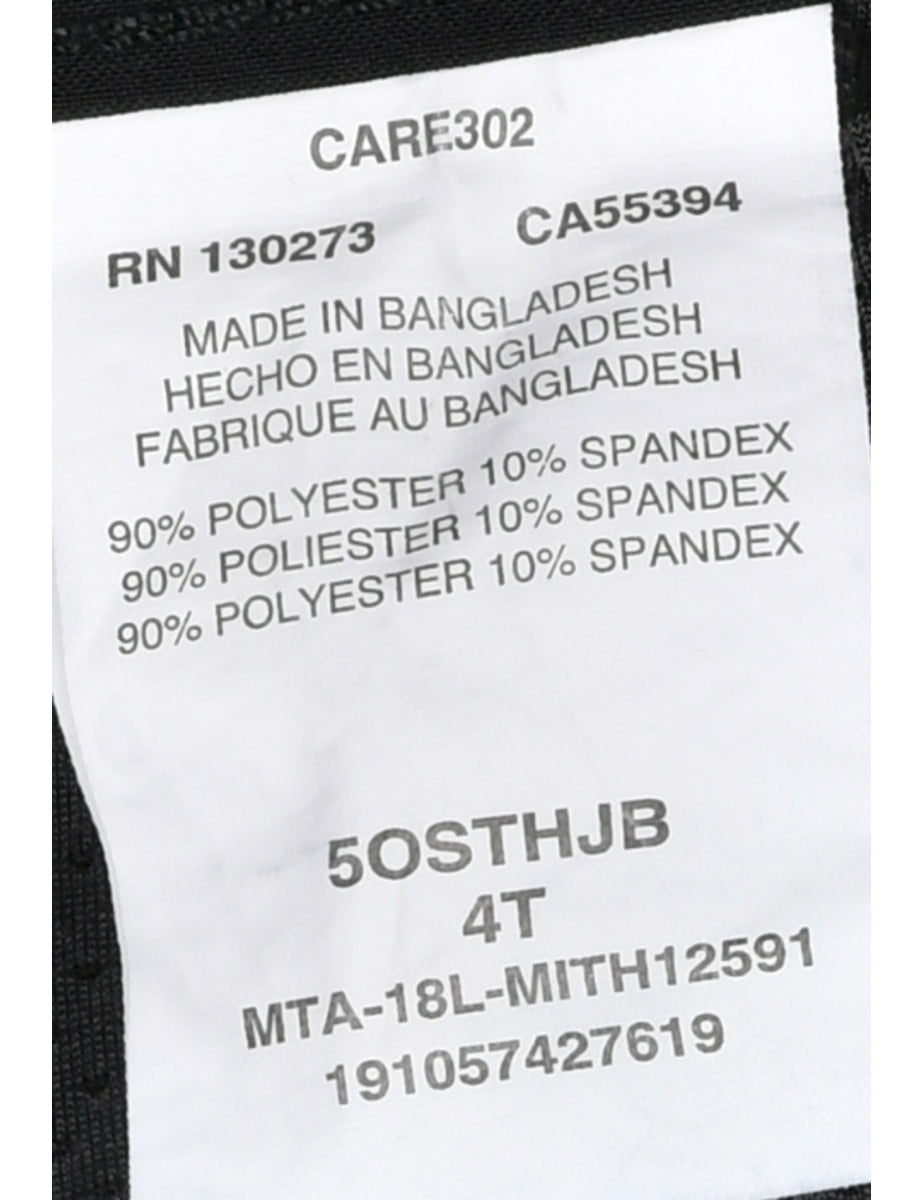 CARE302
RN 130273 CA55394
MADE IN BANGLADESH
HECHO EN BANGLADESH
FABRIQUE AU BANGLADESH
90% POLYESTER 10% SPANDEX
90% POLIESTER 10% SPANDEX
90% POLYESTER 10% SPANDEX
5OSTHJB
4T
MTA-18L-MITH12591
191057427619